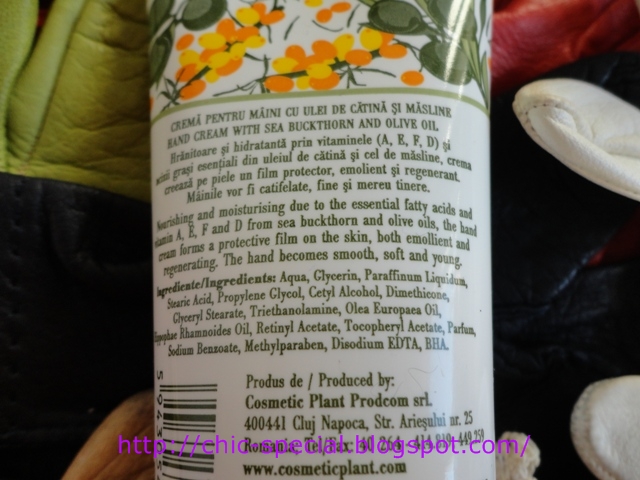 CREMĂ PENTRU MÂINI CU ULEI DE CĂTINĂ ŞI MĂSLINE
HAND CREAM WITH SEA BUCKTHORN AND OLIVE OIL
Hrănitoare şi hidratantă prin vitaminele (A, E, F, D) şi
acizii graşi esenţiali din uleiul de cătină şi cel de măsline, crema
creează pe piele un film protector, emolient şi regenerant.
Mâinile vor fi catifelate, fine şi mereu tinere.
Nourishing and moisturising due to the essential fatty acids and
vitamin A, E, F and D from sea buckthorn and olive oils, the hand
cream forms a protective film on the skin, both emollient and
regenerating. The hand becomes smooth, soft and young.
Ingrediente/Ingredients: Aqua, Glycerin, Paraffinum Liquidum,
Stearic Acid, Propylene Glycol, Cetyl Alcohol, Dimethicone,
Glyceryl Stearate, Triethanolamine, Olea Europaea Oil,
Hippophae Rhamnoides Oil, Retinyl Acetate, Tocopheryl Acetate, Parfum,
Sodium Benzoate, Methylparaben, Disodium EDTA, BHA.
Produs de / Produced by:
Cosmetic Plant Prodcom srl.
400441 Cluj Napoca, Str. Arieşului nr. 25
Romania, Tel/fax:
www.cosmeticplant.com
http://chic-special.blogspot.com/